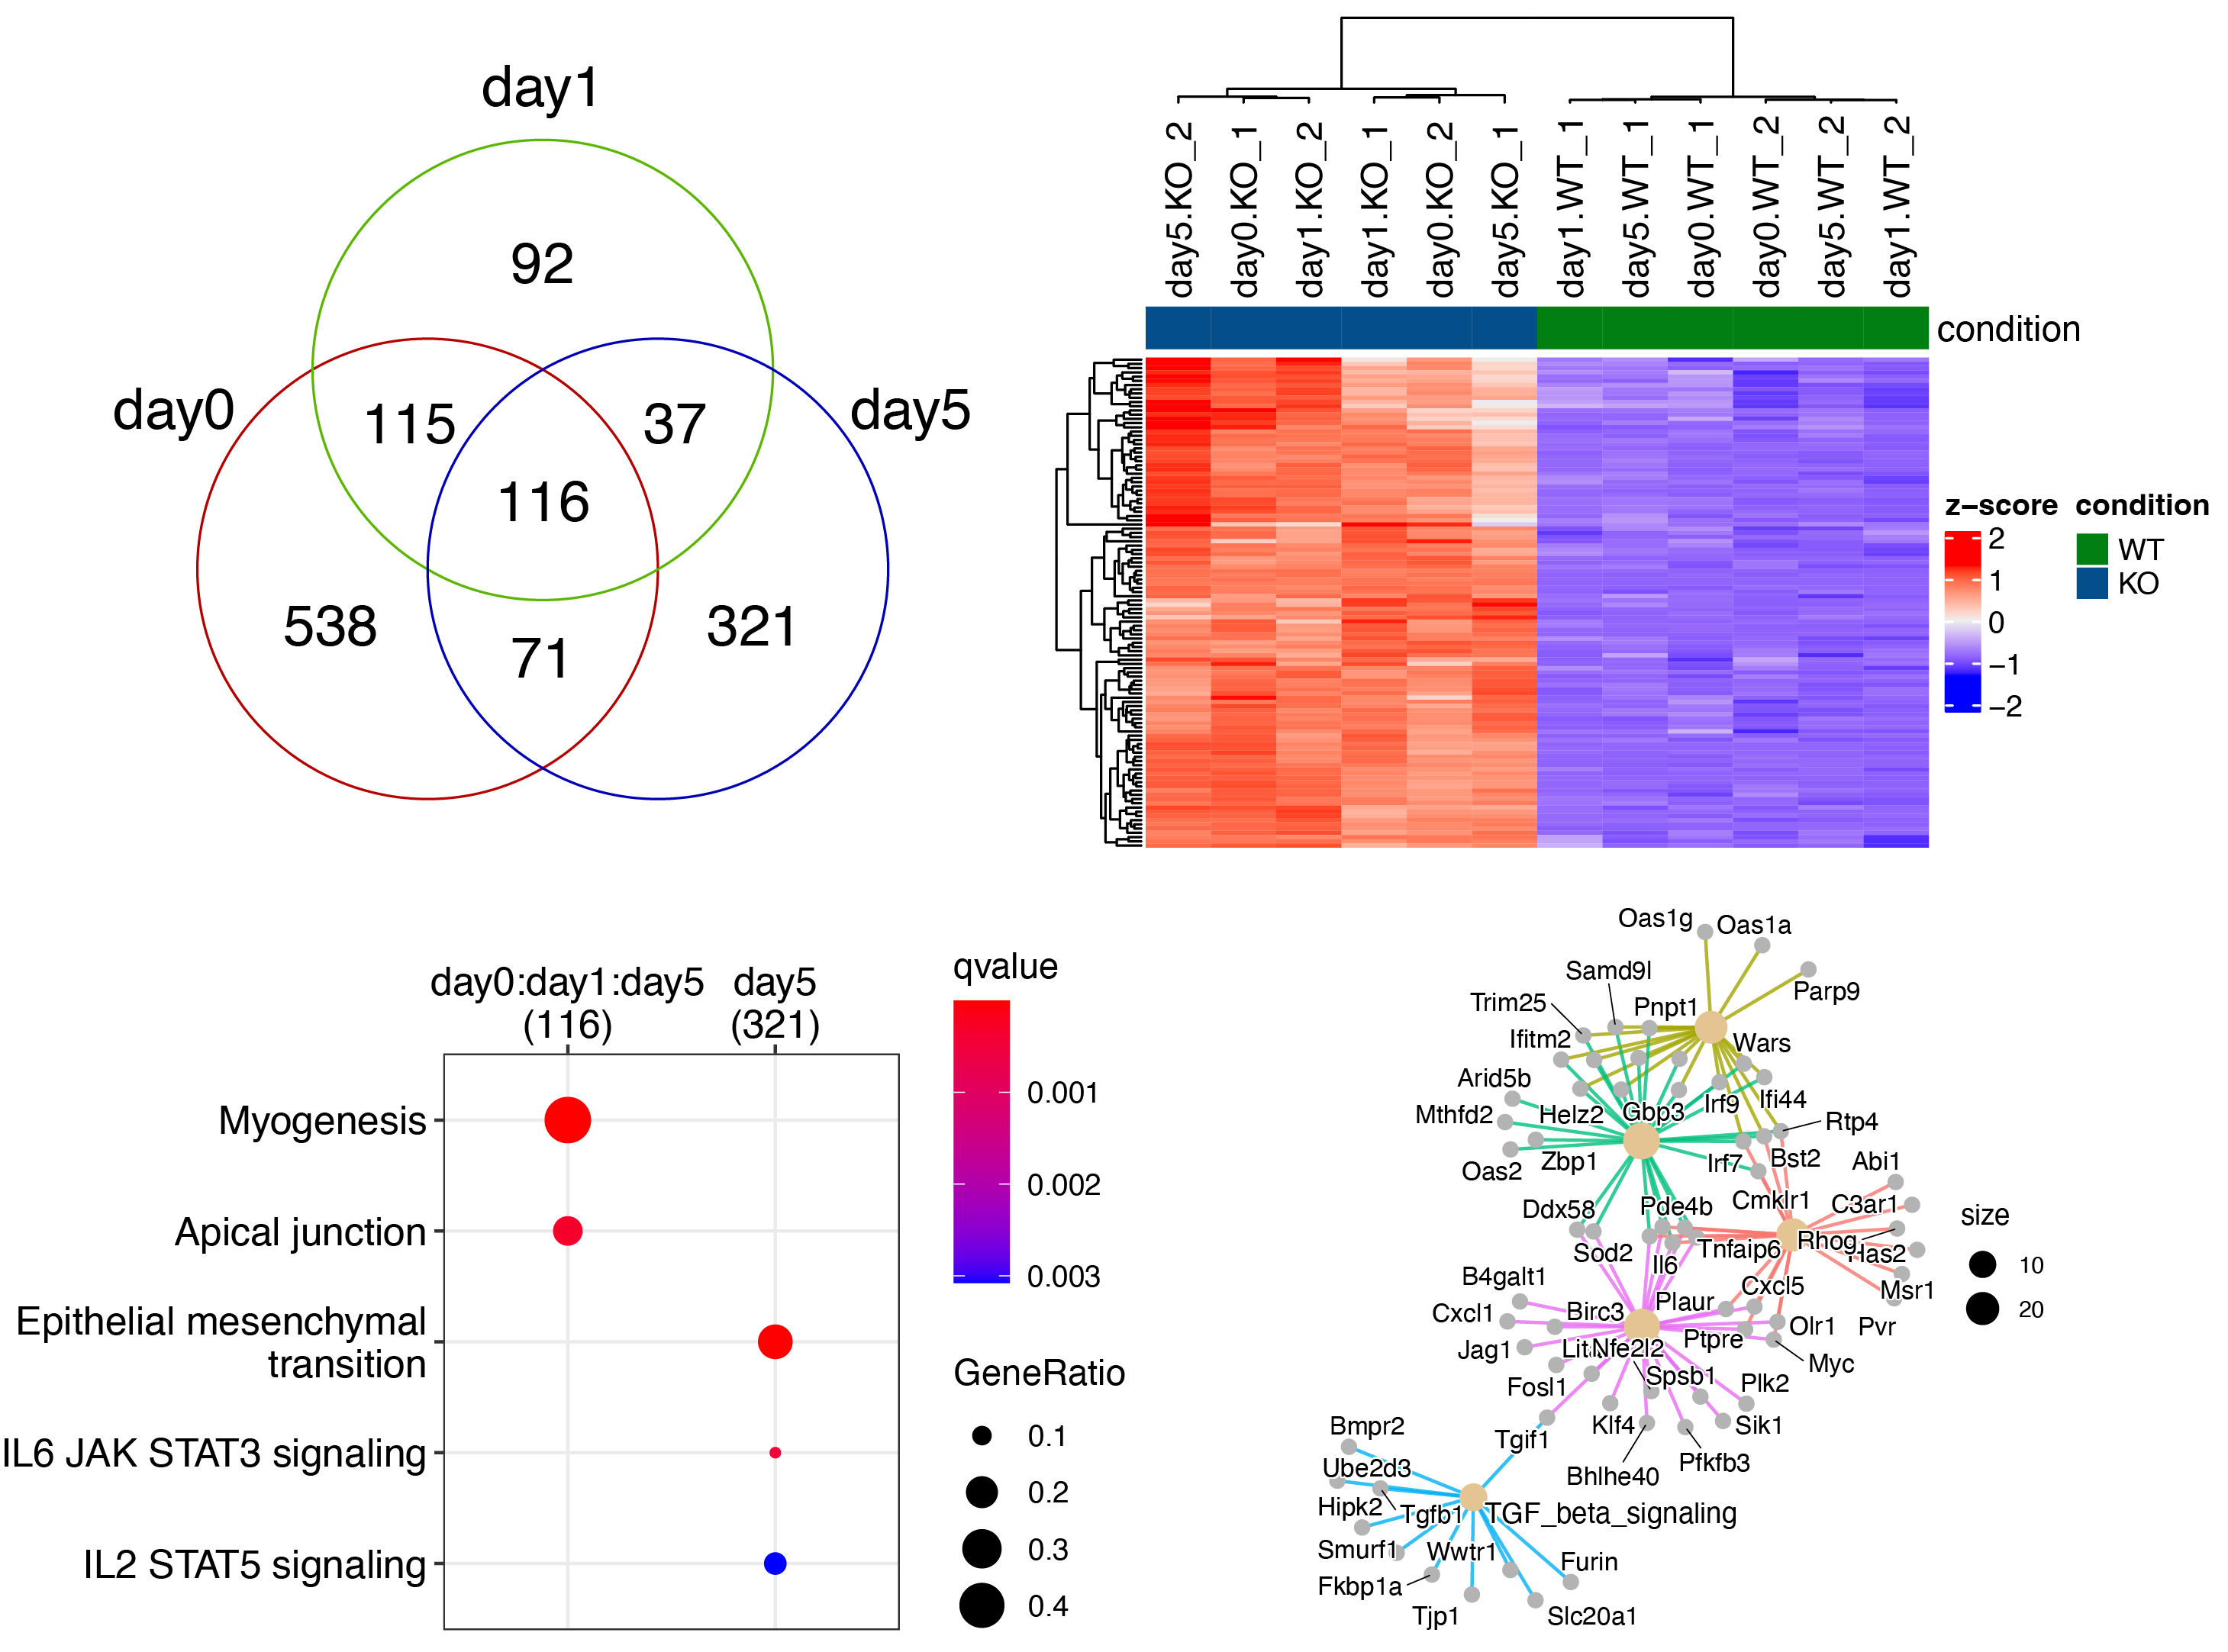 day1
92
day0
115
37
day5
116
538
71
321
day5.KO_2
day0.KO_1
day1.KO_2
day1.KO_1
day0.KO_2
day5.KO_1
day1.WT_1
day5.WT_1
day0.WT_1
day0.WT_2
day5.WT_2
day1.WT_2
condition
z−score
2
1
0
−1
−2
condition
WT
KO
day0:day1:day5
(116)
day5
(321)
Myogenesis
Apical junction
Epithelial mesenchymal
transition
IL6 JAK STAT3 signaling
IL2 STAT5 signaling
qvalue
0.001
0.002
0.003
GeneRatio
0.1
0.2
0.3
0.4
Oas1g
Oas1a
Samd9l
Parp9
Trim25
Pnpt1
Ifitm2
Wars
Arid5b
Ifi44
Mthfd2
Helz2
Gbp3
Irf9
Rtp4
Oas2
Zbp1
Irf7
Bst2
Abi1
Cmklr1
C3ar1
Ddx58
Pde4b
Rhog
Has2
Sod2
Tnfaip6
Il6
B4galt1
Cxcl5
Msr1
Cxcl1
Birc3
Plaur
Olr1
Pvr
Jag1
Nfe2l2
Ptpre
Myc
Fosl1
Spsb1
Plk2
Klf4
Sik1
Bmpr2
Tgif1
Bhlhe40
Pfkfb3
Ube2d3
Hipk2
Tgfb1
TGF_beta_signaling
Smurf1
Wwtr1
Furin
Fkbp1a
Tjp1
Slc20a1
size
10
20